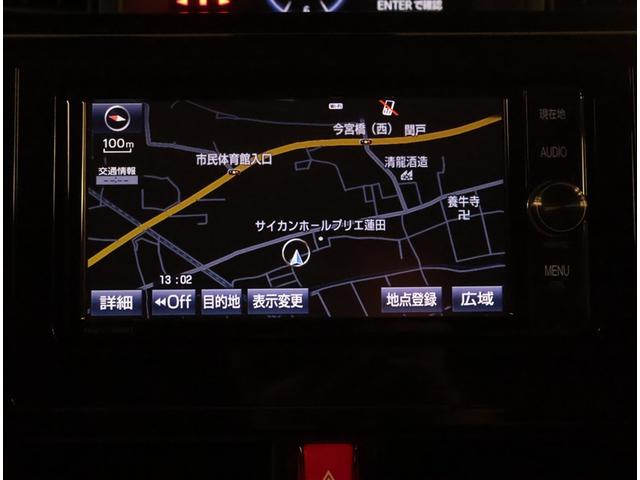 ENTERで確認
今宮橋（西）
閏戸
現在地
100m
市民体育館入口
清龍酒造
AUDIO
交通情報
養牛寺
サイカンホールプリエ蓮田
MENU
13:02
詳細
◀◀Off
目的地
表示変更
地点登録
広域